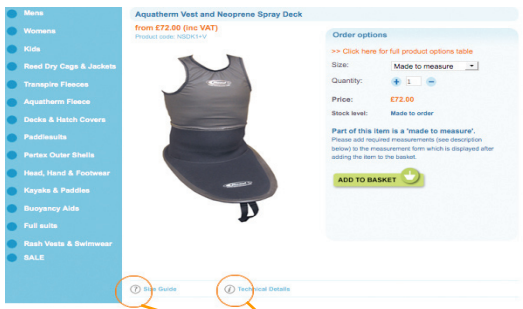 Mens
Womens
Kids
Reed Dry Cags & Jackets
Transpire Fleeces
Aquatherm Fleece
Decks & Hatch Covers
Paddlesuits
Pertex Outer Shells
Head, Hand & Footwear
Kayaks & Paddles
Buoyancy Aids
Full suits
Rash Vests & Swimwear
SALE
Aquatherm Vest and Neoprene Spray Deck
from £72.00 (inc VAT)
Product code: NSDK1+V
Order options
>> Click here for full product options table
Size: Made to measure
Quantity: + 1 −
Price: £72.00
Stock level: Made to order
Part of this item is a 'made to measure'.
Please add required measurements (see description
below) to the measurement form which is displayed after
adding the item to the basket.
ADD TO BASKET
? Size Guide
i Technical Details